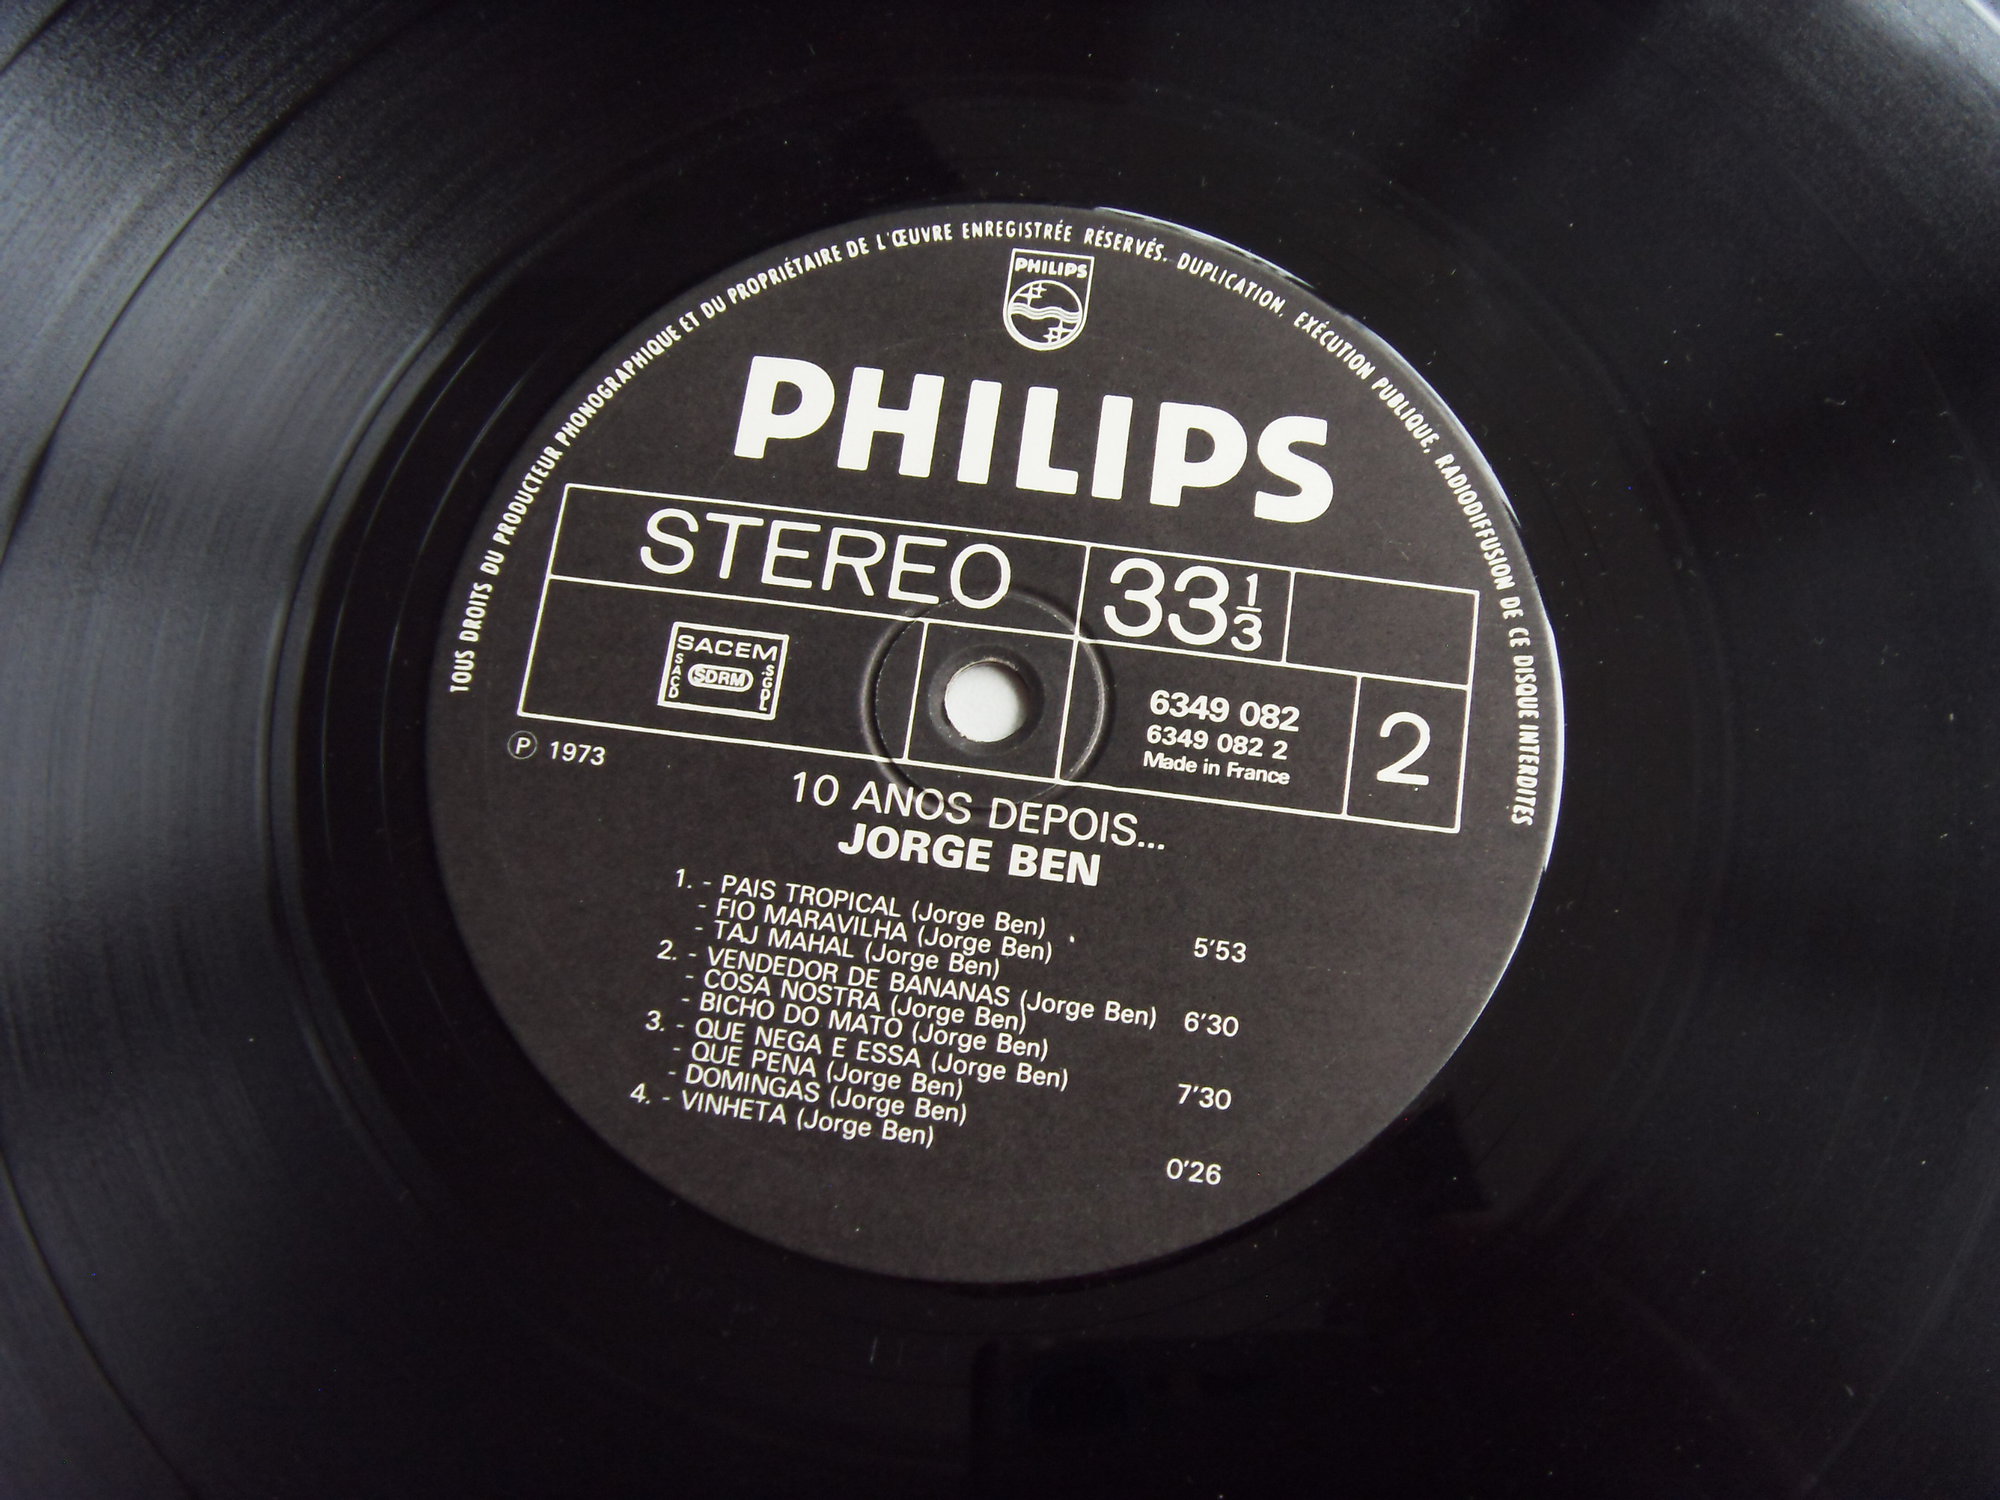 TOUS DROITS DU PRODUCTEUR PHONOGRAPHIQUE ET DU PROPRIÉTAIRE DE L'ŒUVRE ENREGISTRÉE RÉSERVÉS. DUPLICATION, EXÉCUTION PUBLIQUE, RADIODIFFUSION DE CE DISQUE INTERDITES
PHILIPS
PHILIPS
STEREO 33 1/3
SACEM
SACD SDRM SGDL
6349 082
6349 082 2
Made in France
2
Ⓟ 1973
10 ANOS DEPOIS...
JORGE BEN
1. - PAIS TROPICAL (Jorge Ben)
- FIO MARAVILHA (Jorge Ben) 5'53
- TAJ MAHAL (Jorge Ben)
2. - VENDEDOR DE BANANAS (Jorge Ben) 6'30
- COSA NOSTRA (Jorge Ben)
- BICHO DO MATO (Jorge Ben)
3. - QUE NEGA E ESSA (Jorge Ben) 7'30
- QUE PENA (Jorge Ben)
- DOMINGAS (Jorge Ben)
4. - VINHETA (Jorge Ben) 0'26